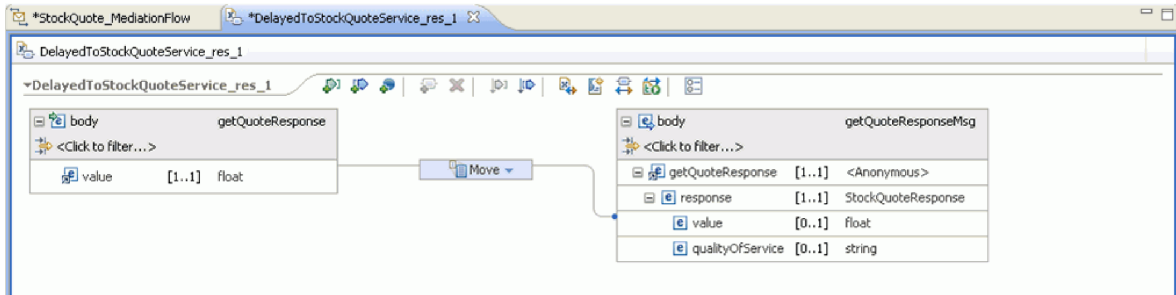 *StockQuote_MediationFlow *DelayedToStockQuoteService_res_1
DelayedToStockQuoteService_res_1
DelayedToStockQuoteService_res_1
body getQuoteResponse
<Click to filter...>
value [1..1] float
Move
body getQuoteResponseMsg
<Click to filter...>
getQuoteResponse [1..1] <Anonymous>
response [1..1] StockQuoteResponse
value [0..1] float
qualityOfService [0..1] string